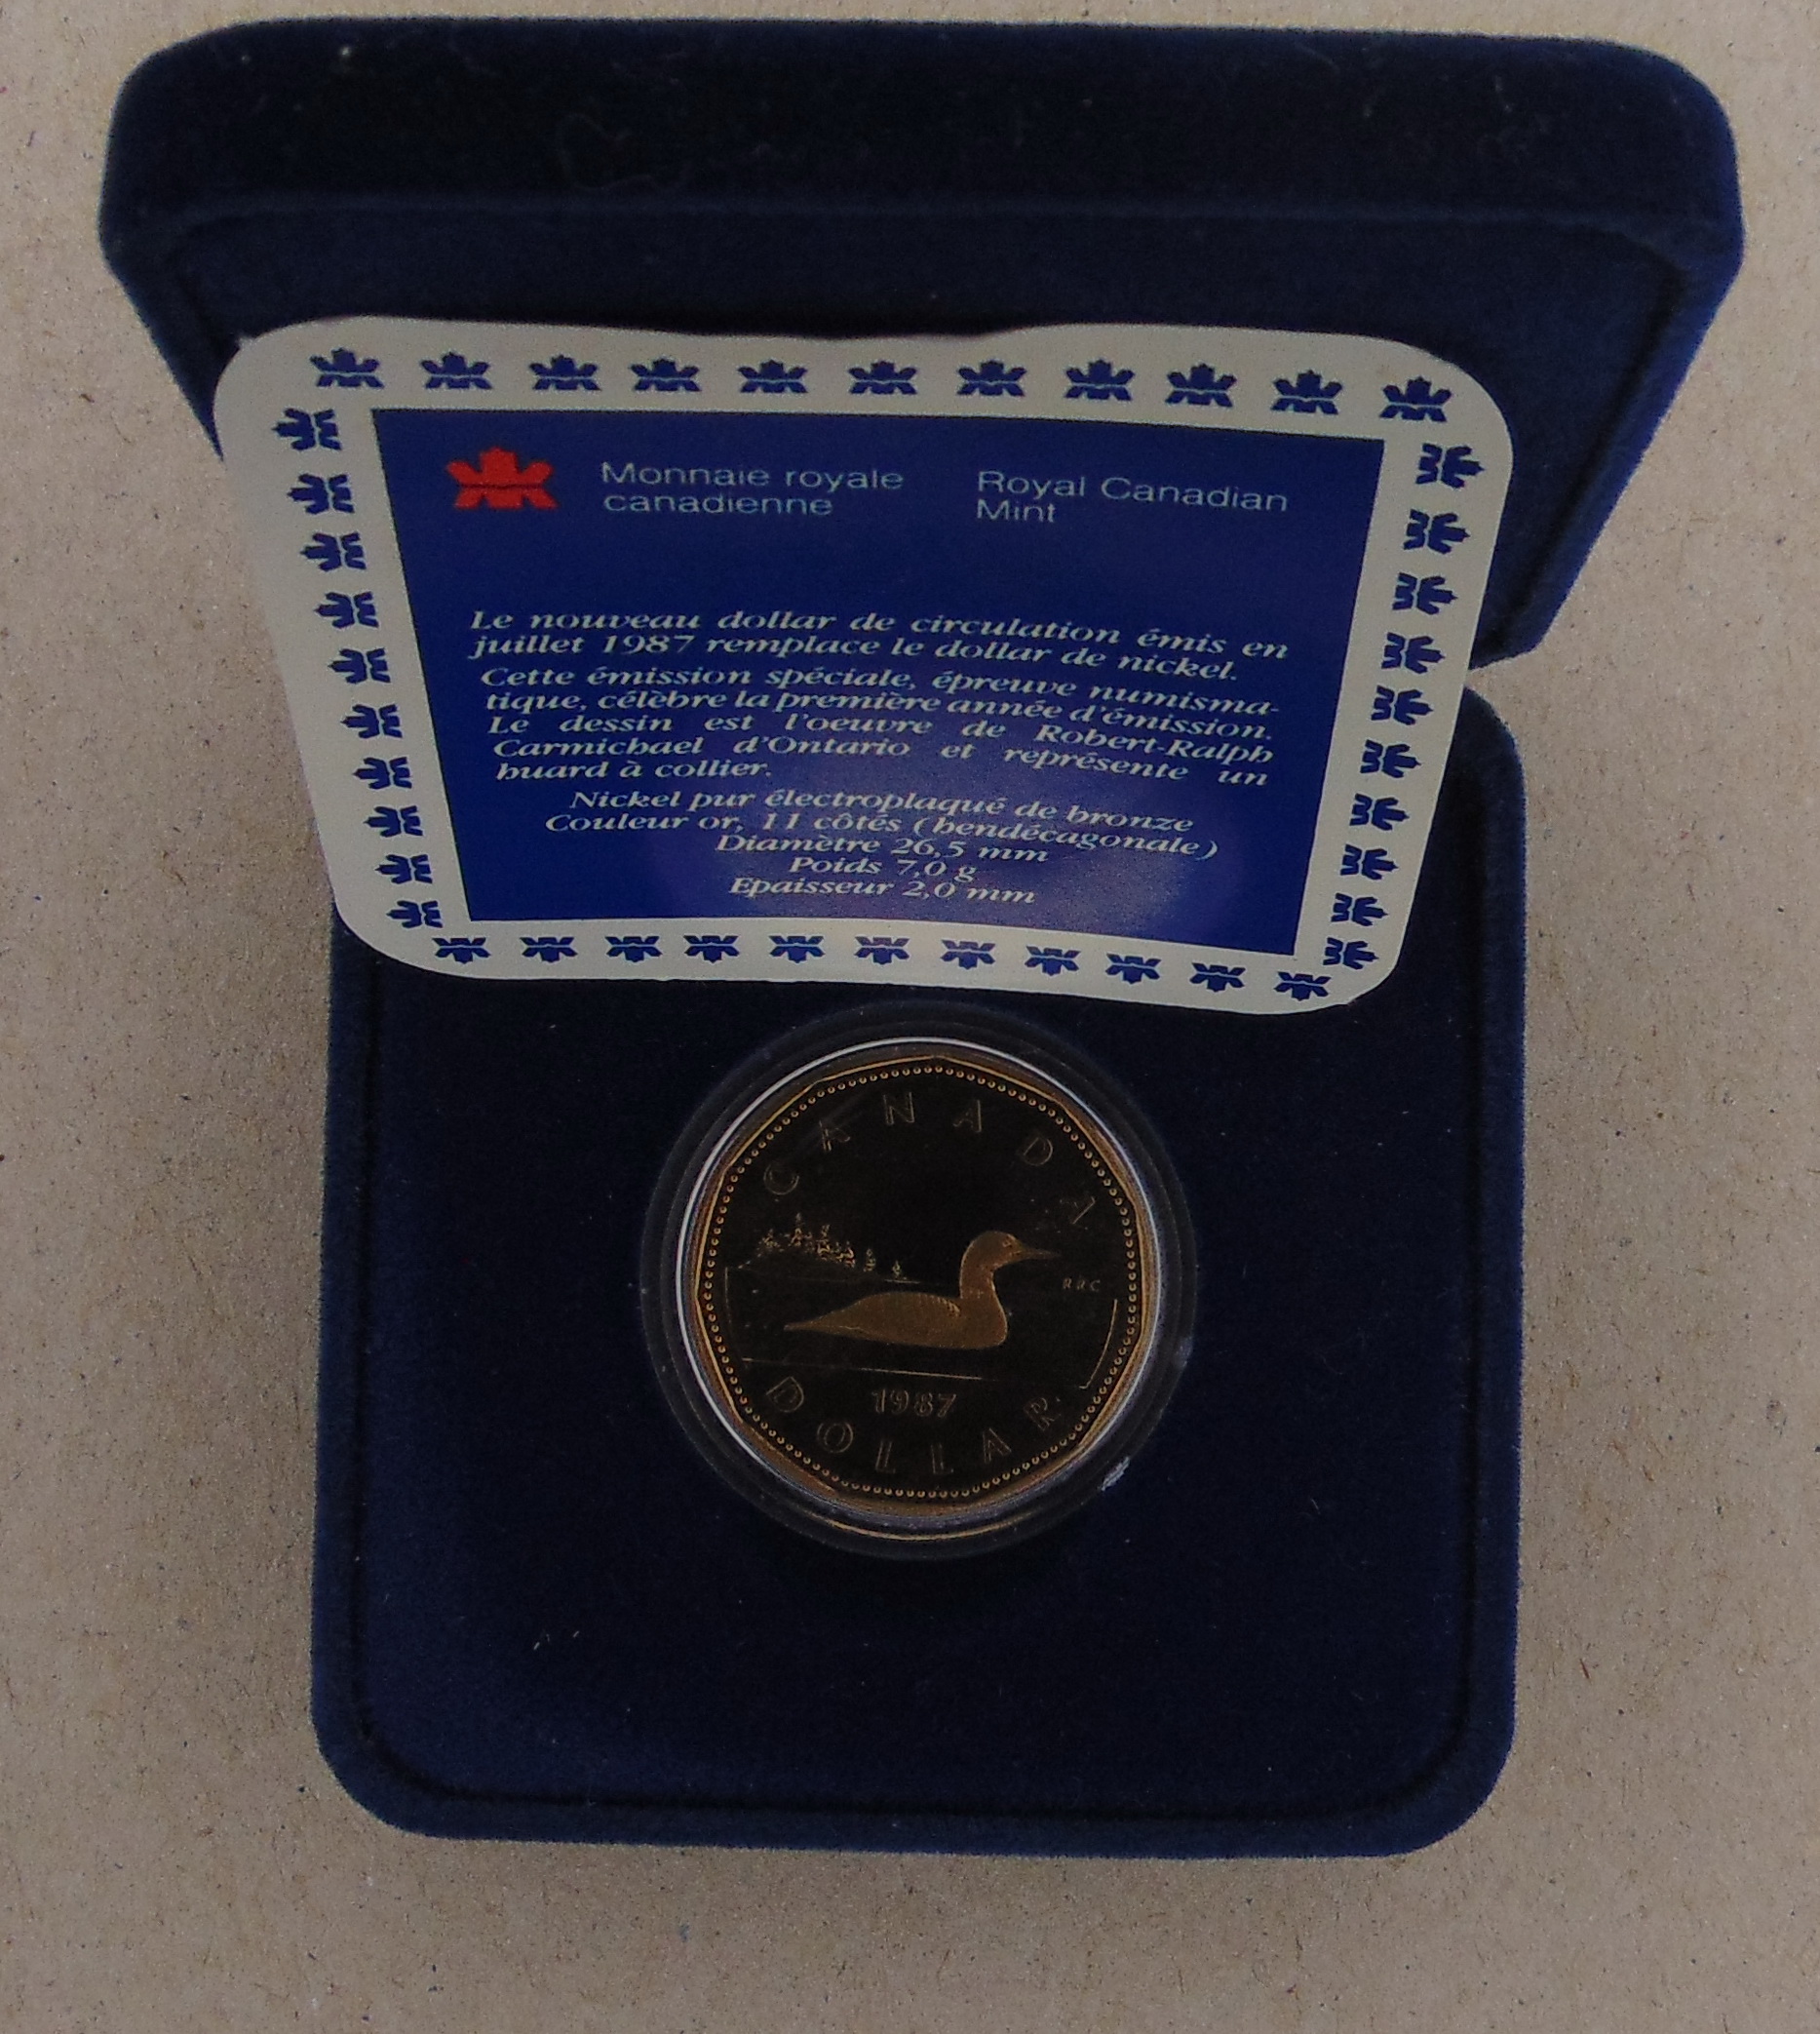 Monnaie royale
canadienne
Royal Canadian
Mint
Le nouveau dollar de circulation émis en
juillet 1987 remplace le dollar de nickel.
Cette émission spéciale, épreuve numisma-
tique, célèbre la première année d'émission.
Le dessin est l'oeuvre de Robert-Ralph
Carmichael d'Ontario et représente un
huard à collier.
Nickel pur électroplaqué de bronze
Couleur or, 11 côtés (hendécagonale)
Diamètre 26,5 mm
Poids 7,0 g
Epaisseur 2,0 mm
CANADA
RRC
1987
DOLLAR